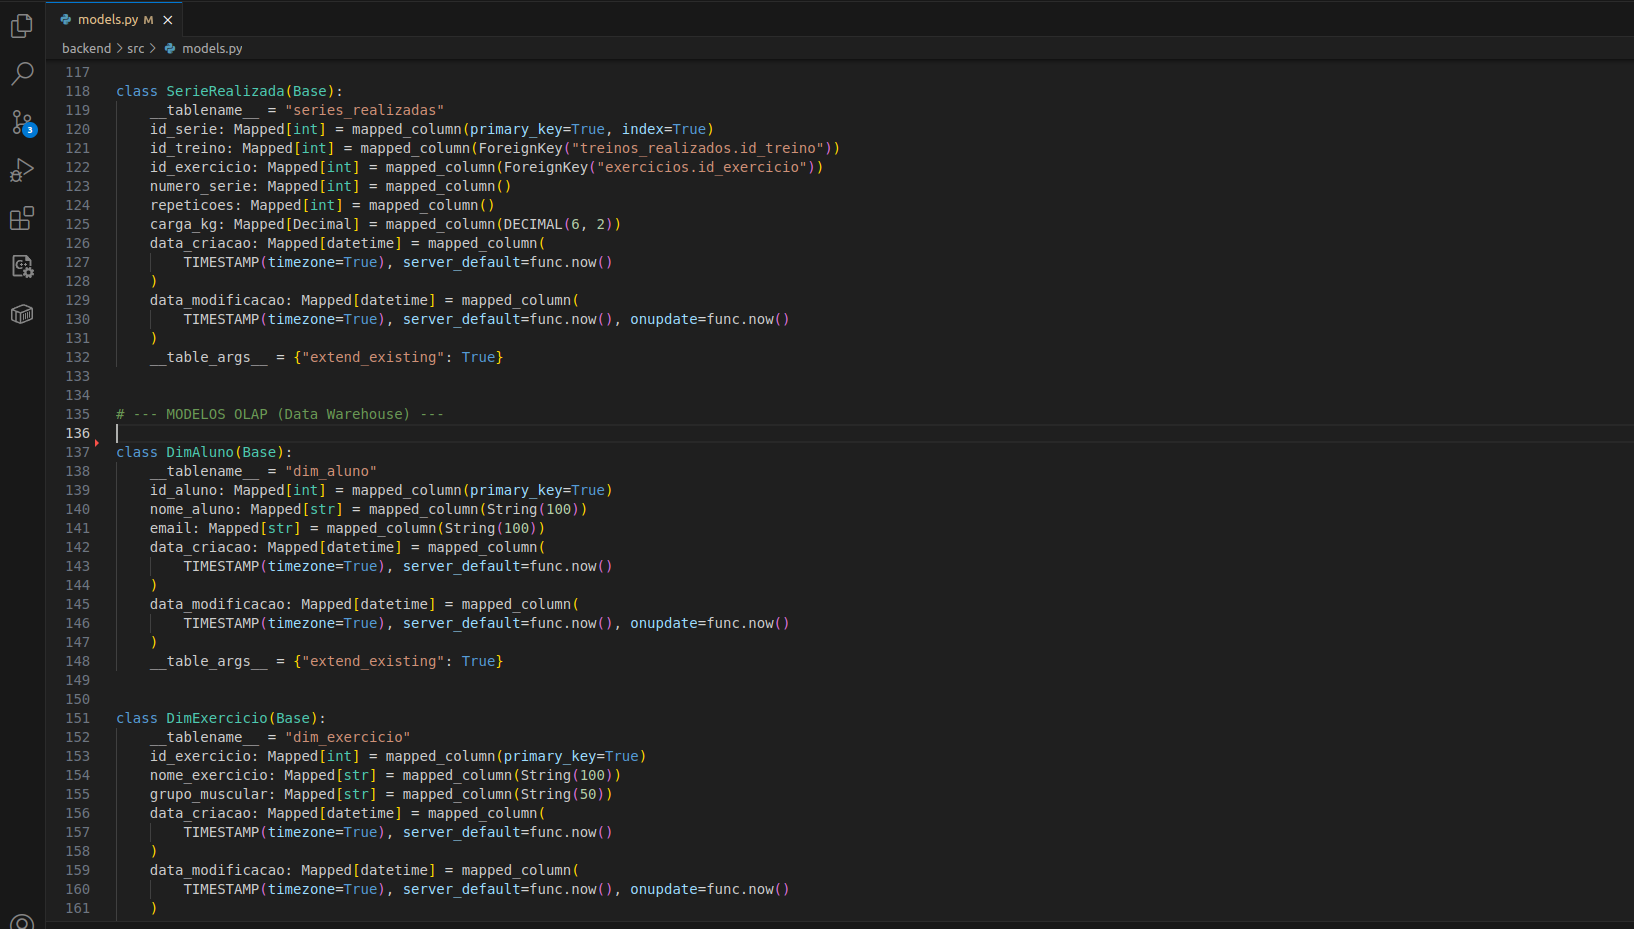 models.py M
backend > src > models.py
117
118 class SerieRealizada(Base):
119     __tablename__ = "series_realizadas"
120     id_serie: Mapped[int] = mapped_column(primary_key=True, index=True)
121     id_treino: Mapped[int] = mapped_column(ForeignKey("treinos_realizados.id_treino"))
122     id_exercicio: Mapped[int] = mapped_column(ForeignKey("exercicios.id_exercicio"))
123     numero_serie: Mapped[int] = mapped_column()
124     repeticoes: Mapped[int] = mapped_column()
125     carga_kg: Mapped[Decimal] = mapped_column(DECIMAL(6, 2))
126     data_criacao: Mapped[datetime] = mapped_column(
127         TIMESTAMP(timezone=True), server_default=func.now()
128     )
129     data_modificacao: Mapped[datetime] = mapped_column(
130         TIMESTAMP(timezone=True), server_default=func.now(), onupdate=func.now()
131     )
132     __table_args__ = {"extend_existing": True}
133
134
135 # --- MODELOS OLAP (Data Warehouse) ---
136
137 class DimAluno(Base):
138     __tablename__ = "dim_aluno"
139     id_aluno: Mapped[int] = mapped_column(primary_key=True)
140     nome_aluno: Mapped[str] = mapped_column(String(100))
141     email: Mapped[str] = mapped_column(String(100))
142     data_criacao: Mapped[datetime] = mapped_column(
143         TIMESTAMP(timezone=True), server_default=func.now()
144     )
145     data_modificacao: Mapped[datetime] = mapped_column(
146         TIMESTAMP(timezone=True), server_default=func.now(), onupdate=func.now()
147     )
148     __table_args__ = {"extend_existing": True}
149
150
151 class DimExercicio(Base):
152     __tablename__ = "dim_exercicio"
153     id_exercicio: Mapped[int] = mapped_column(primary_key=True)
154     nome_exercicio: Mapped[str] = mapped_column(String(100))
155     grupo_muscular: Mapped[str] = mapped_column(String(50))
156     data_criacao: Mapped[datetime] = mapped_column(
157         TIMESTAMP(timezone=True), server_default=func.now()
158     )
159     data_modificacao: Mapped[datetime] = mapped_column(
160         TIMESTAMP(timezone=True), server_default=func.now(), onupdate=func.now()
161     )
3